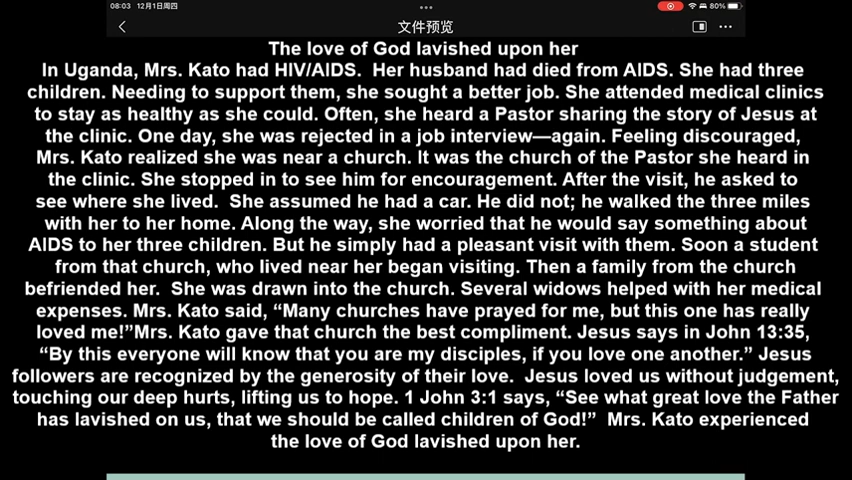 08:03 12月1日周四
80%
文件预览
The love of God lavished upon her
In Uganda, Mrs. Kato had HIV/AIDS.  Her husband had died from AIDS. She had three
children. Needing to support them, she sought a better job. She attended medical clinics
to stay as healthy as she could. Often, she heard a Pastor sharing the story of Jesus at
the clinic. One day, she was rejected in a job interview—again. Feeling discouraged,
Mrs. Kato realized she was near a church. It was the church of the Pastor she heard in
the clinic. She stopped in to see him for encouragement. After the visit, he asked to
see where she lived.  She assumed he had a car. He did not; he walked the three miles
with her to her home. Along the way, she worried that he would say something about
AIDS to her three children. But he simply had a pleasant visit with them. Soon a student
from that church, who lived near her began visiting. Then a family from the church
befriended her.  She was drawn into the church. Several widows helped with her medical
expenses. Mrs. Kato said, “Many churches have prayed for me, but this one has really
loved me!”Mrs. Kato gave that church the best compliment. Jesus says in John 13:35,
“By this everyone will know that you are my disciples, if you love one another.” Jesus
followers are recognized by the generosity of their love.  Jesus loved us without judgement,
touching our deep hurts, lifting us to hope. 1 John 3:1 says, “See what great love the Father
has lavished on us, that we should be called children of God!”  Mrs. Kato experienced
the love of God lavished upon her.